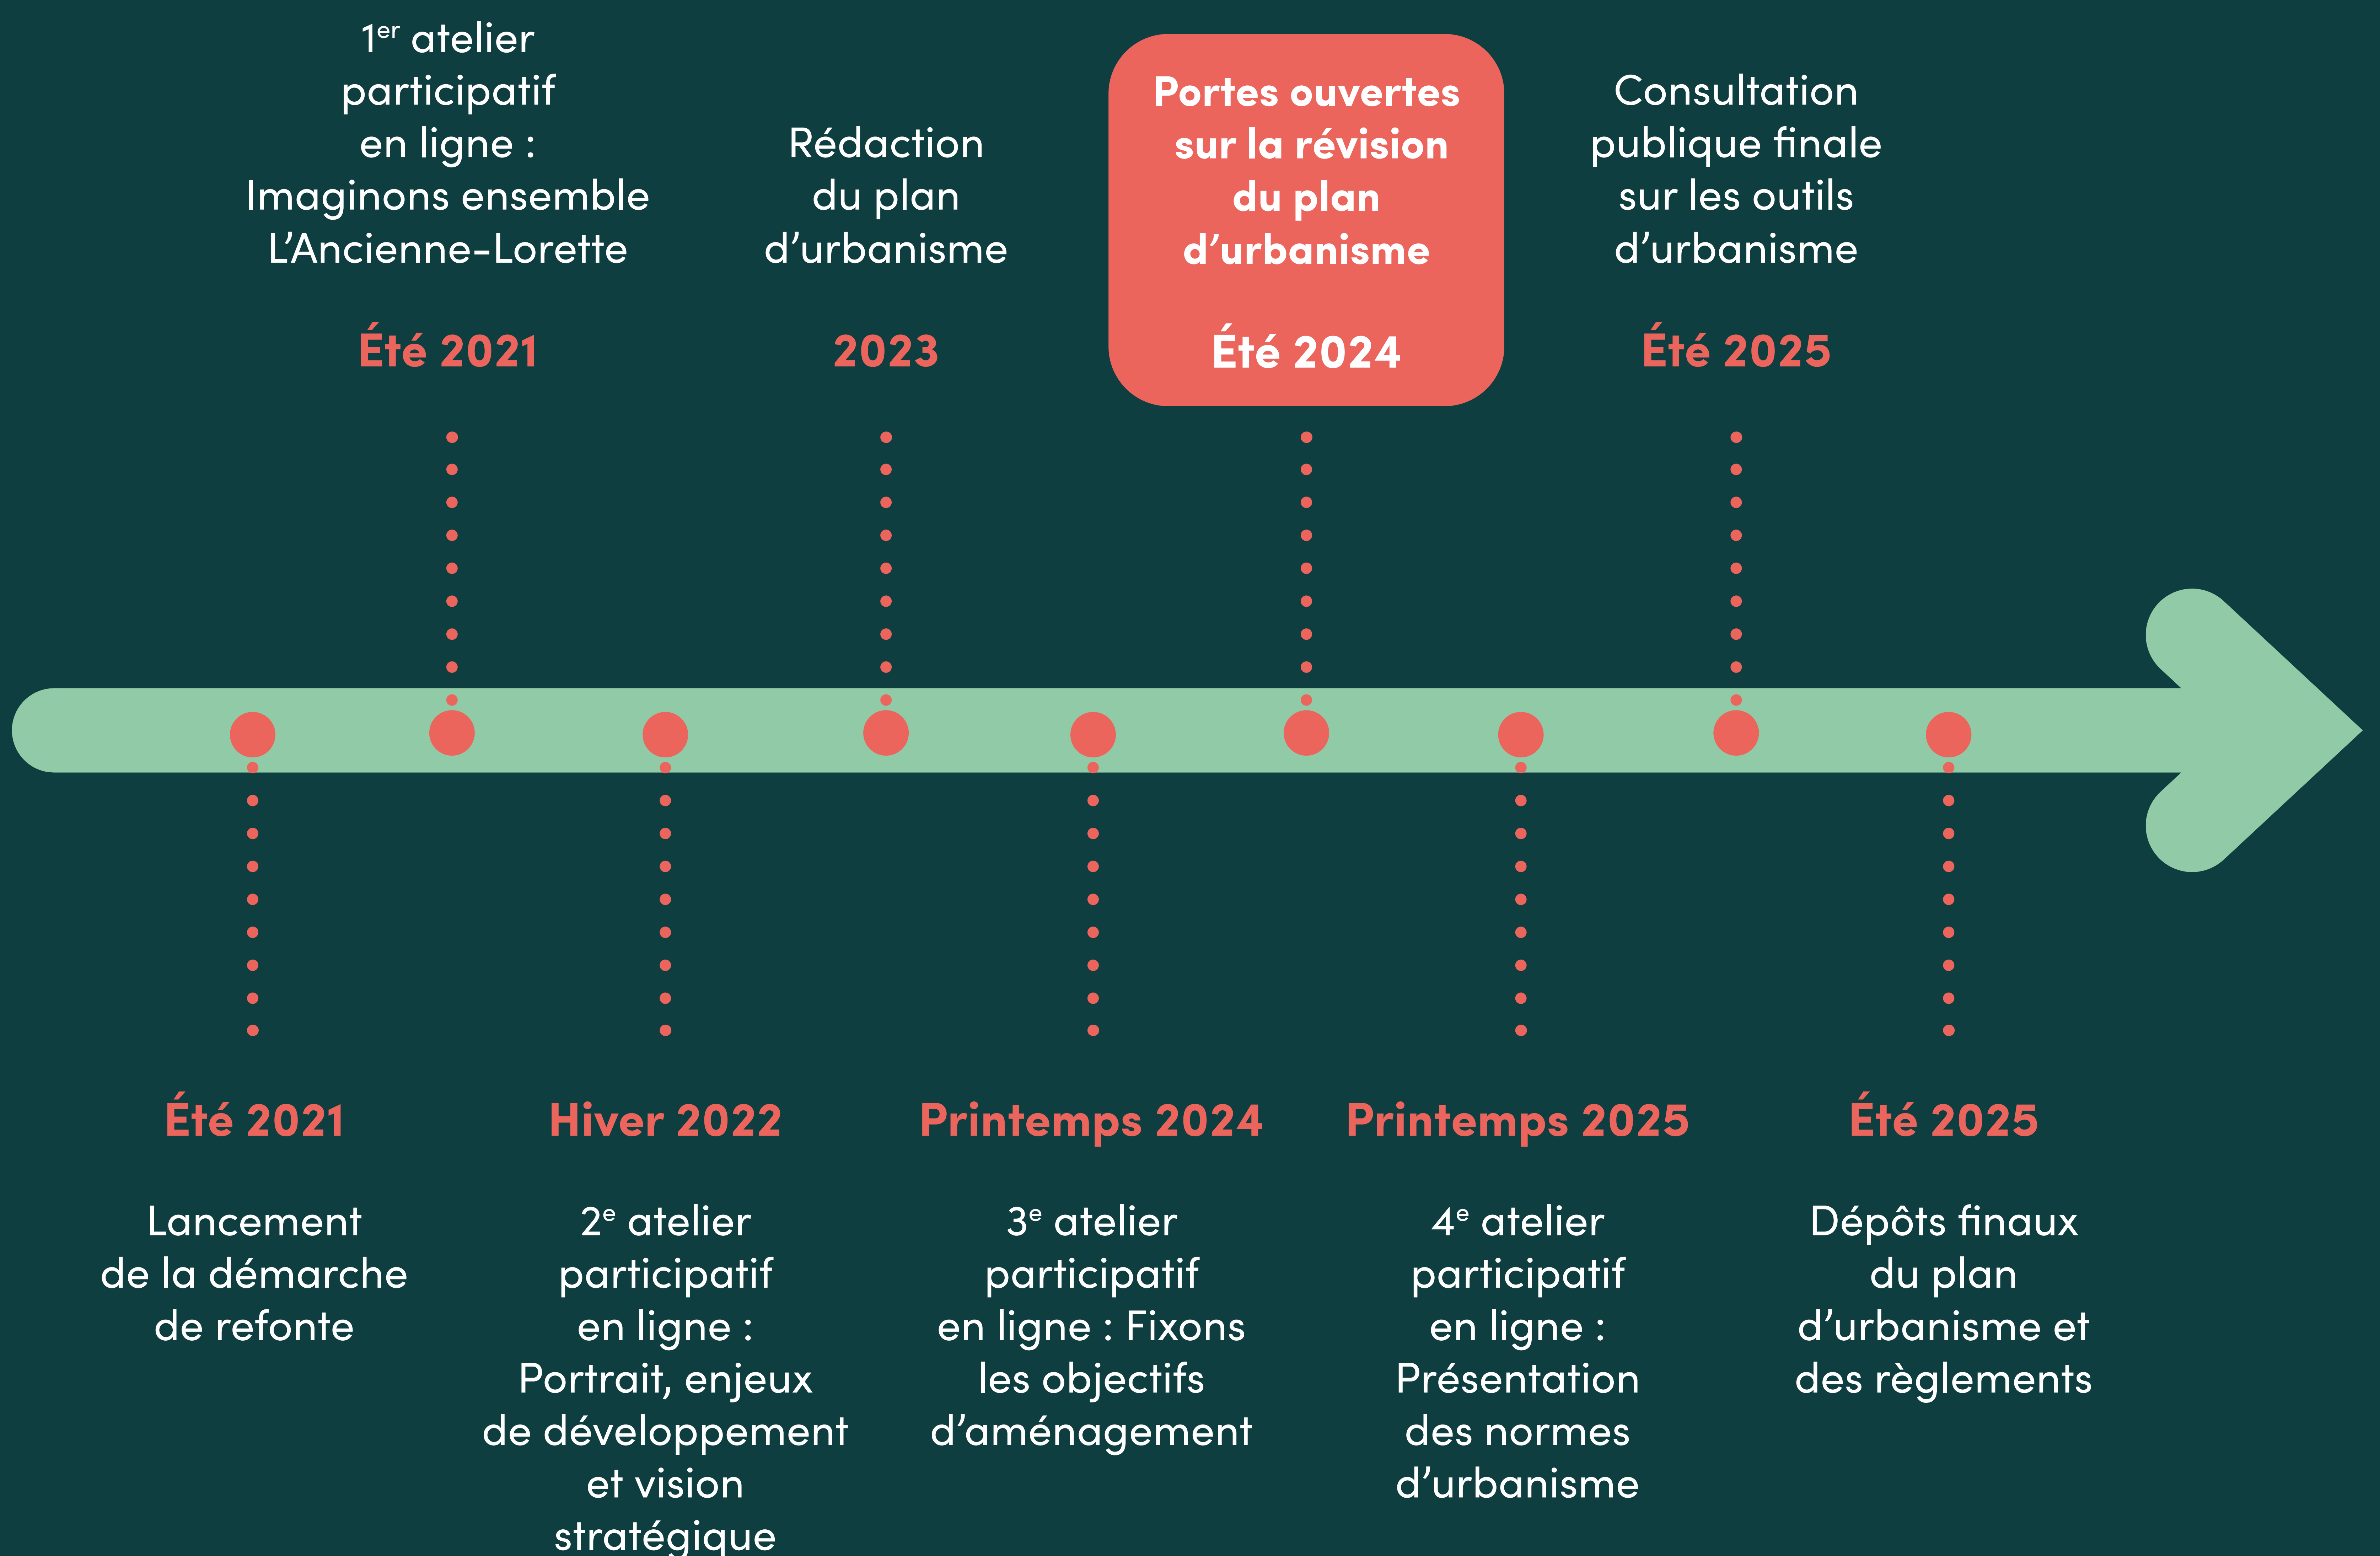 1er atelier
participatif
en ligne :
Imaginons ensemble
L’Ancienne-Lorette
Été 2021
Rédaction
du plan
d’urbanisme
2023
Portes ouvertes
sur la révision
du plan
d’urbanisme
Été 2024
Consultation
publique finale
sur les outils
d’urbanisme
Été 2025
Été 2021
Lancement
de la démarche
de refonte
Hiver 2022
2e atelier
participatif
en ligne :
Portrait, enjeux
de développement
et vision
stratégique
Printemps 2024
3e atelier
participatif
en ligne : Fixons
les objectifs
d’aménagement
Printemps 2025
4e atelier
participatif
en ligne :
Présentation
des normes
d’urbanisme
Été 2025
Dépôts finaux
du plan
d’urbanisme et
des règlements